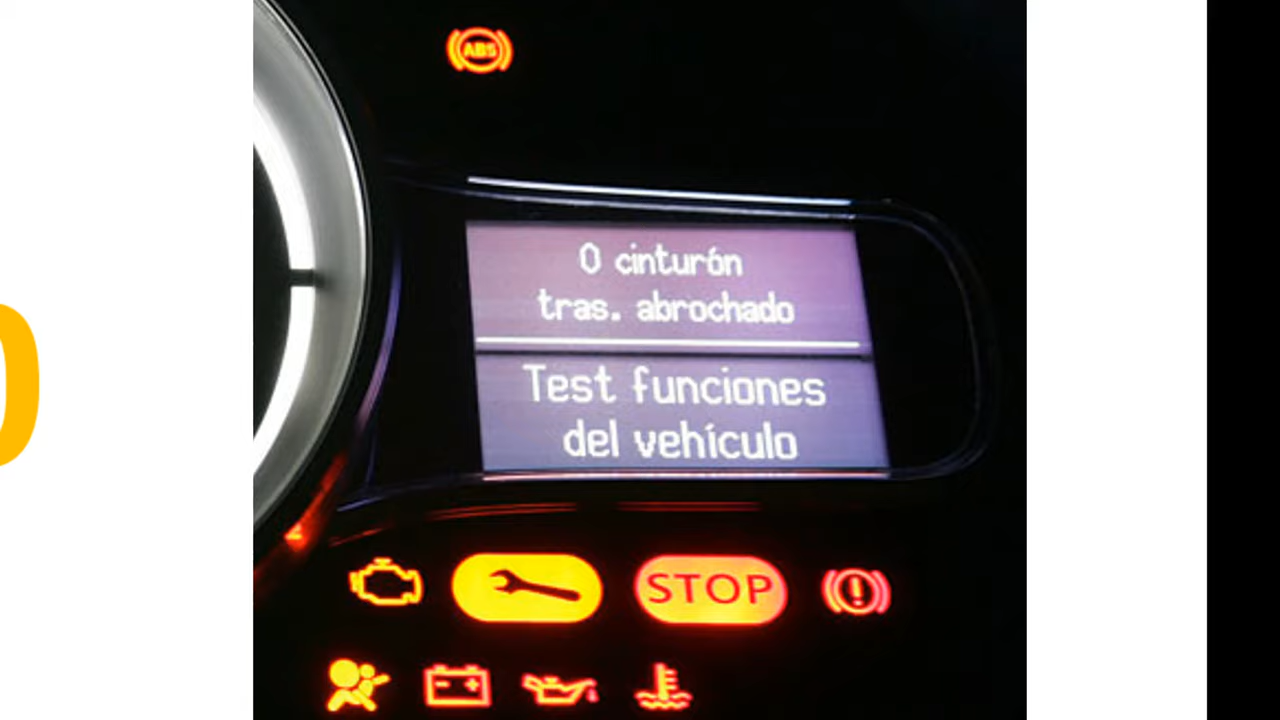 ABS
0 cinturón
tras. abrochado
Test funciones
del vehículo
STOP